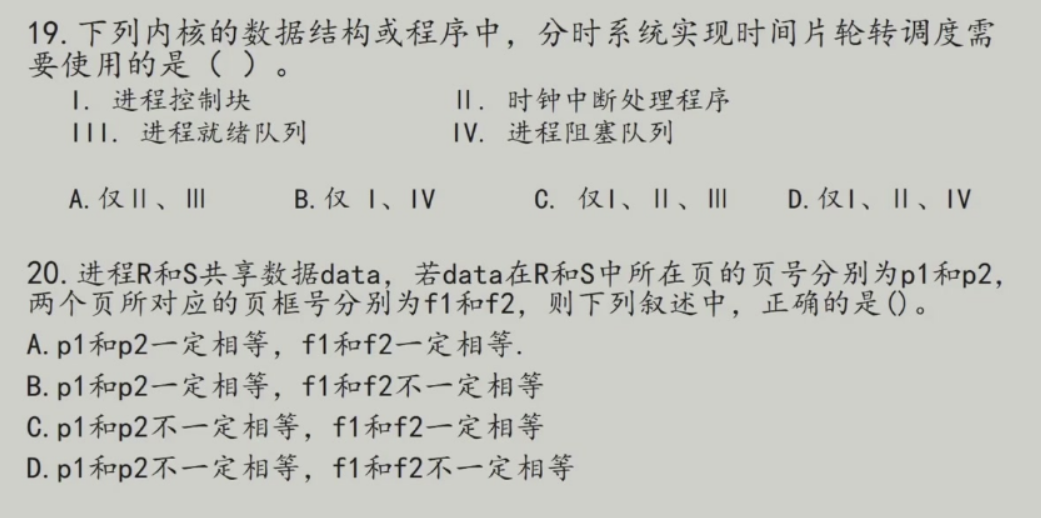 19.下列内核的数据结构或程序中，分时系统实现时间片轮转调度需
要使用的是（ ）。
I. 进程控制块 II. 时钟中断处理程序
III. 进程就绪队列 IV. 进程阻塞队列
A.仅Ⅱ、Ⅲ B.仅 I、IV C. 仅I、Ⅱ、Ⅲ D.仅I、Ⅱ、IV
20.进程R和S共享数据data，若data在R和S中所在页的页号分别为p1和p2，
两个页所对应的页框号分别为f1和f2，则下列叙述中，正确的是()。
A.p1和p2一定相等，f1和f2一定相等.
B.p1和p2一定相等，f1和f2不一定相等
C.p1和p2不一定相等，f1和f2一定相等
D.p1和p2不一定相等，f1和f2不一定相等